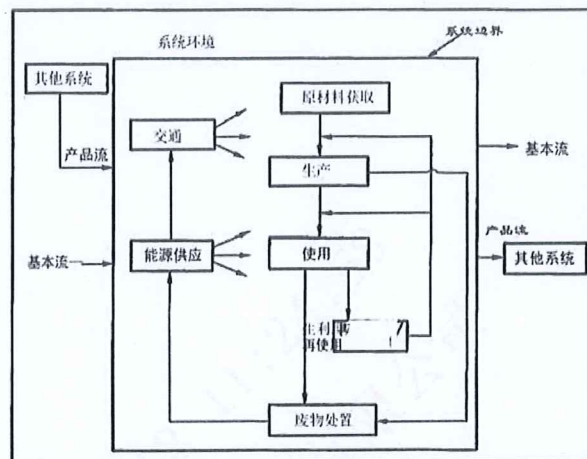 系统环境
系统边界
其他系统
原材料获取
交通
产品流
基本流
生产
产品流
能源供应
使用
基本流
其他系统
再使用
废物处置